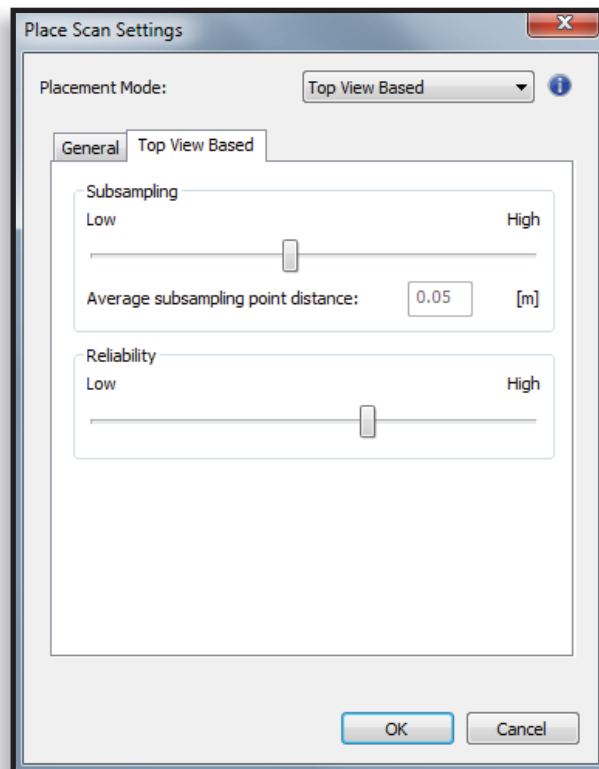 Place Scan Settings
Placement Mode: Top View Based
General Top View Based
Subsampling
Low High
Average subsampling point distance: 0.05 [m]
Reliability
Low High
OK Cancel